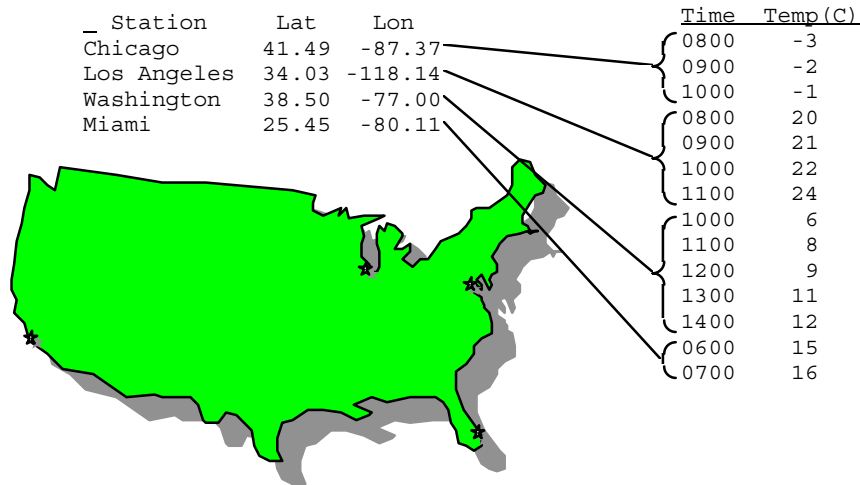 _ Station Lat Lon
Chicago 41.49 -87.37
Los Angeles 34.03 -118.14
Washington 38.50 -77.00
Miami 25.45 -80.11
Time Temp(C)
0800 -3
0900 -2
1000 -1
0800 20
0900 21
1000 22
1100 24
1000 6
1100 8
1200 9
1300 11
1400 12
0600 15
0700 16